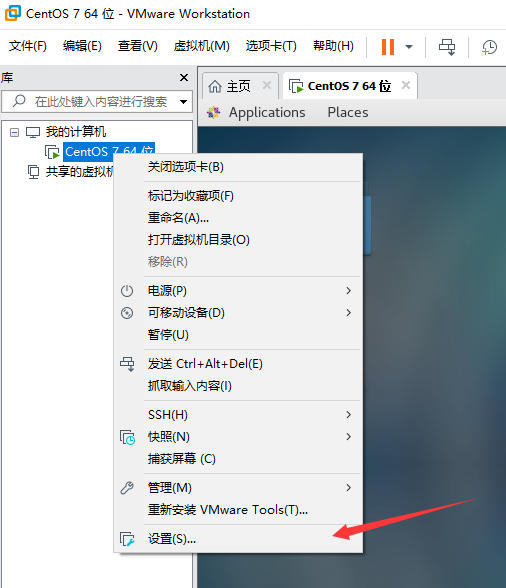 CentOS 7 64 位 - VMware Workstation
文件(F) 编辑(E) 查看(V) 虚拟机(M) 选项卡(T) 帮助(H)
库
主页
CentOS 7 64 位
在此处键入内容进行搜索
Applications Places
我的计算机
CentOS 7 64 位
共享的虚拟机
关闭选项卡(B)
标记为收藏项(F)
重命名(A)...
打开虚拟机目录(O)
移除(R)
电源(P)
可移动设备(D)
暂停(U)
发送 Ctrl+Alt+Del(E)
抓取输入内容(I)
SSH(H)
快照(N)
捕获屏幕 (C)
管理(M)
重新安装 VMware Tools(T)...
设置(S)...